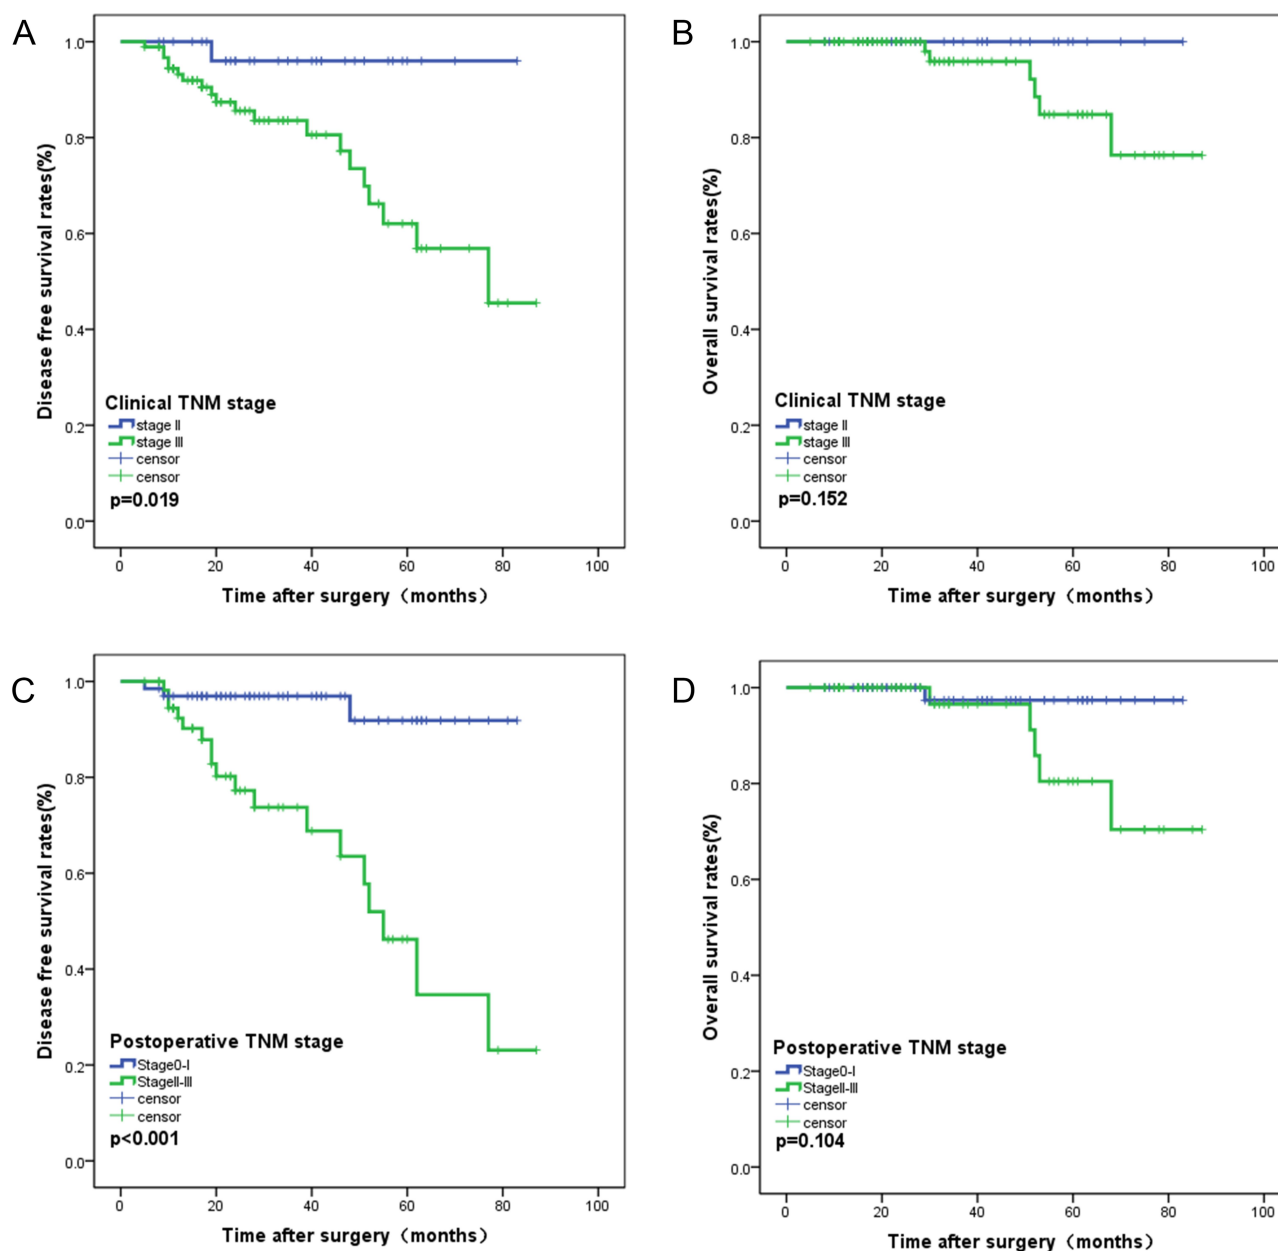 A
1.0
0.8
0.6
0.4
0.2
0.0
Disease free survival rates(%)
Clinical TNM stage
stage II
stage III
censor
censor
p=0.019
0 20 40 60 80 100
Time after surgery（months）
B
1.0
0.8
0.6
0.4
0.2
0.0
Overall survival rates(%)
Clinical TNM stage
stage II
stage III
censor
censor
p=0.152
0 20 40 60 80 100
Time after surgery（months）
C
1.0
0.8
0.6
0.4
0.2
0.0
Disease free survival rates(%)
Postoperative TNM stage
Stage0-I
StageII-III
censor
censor
p<0.001
0 20 40 60 80 100
Time after surgery（months）
D
1.0
0.8
0.6
0.4
0.2
0.0
Overall survival rates(%)
Postoperative TNM stage
Stage0-I
StageII-III
censor
censor
p=0.104
0 20 40 60 80 100
Time after surgery（months）